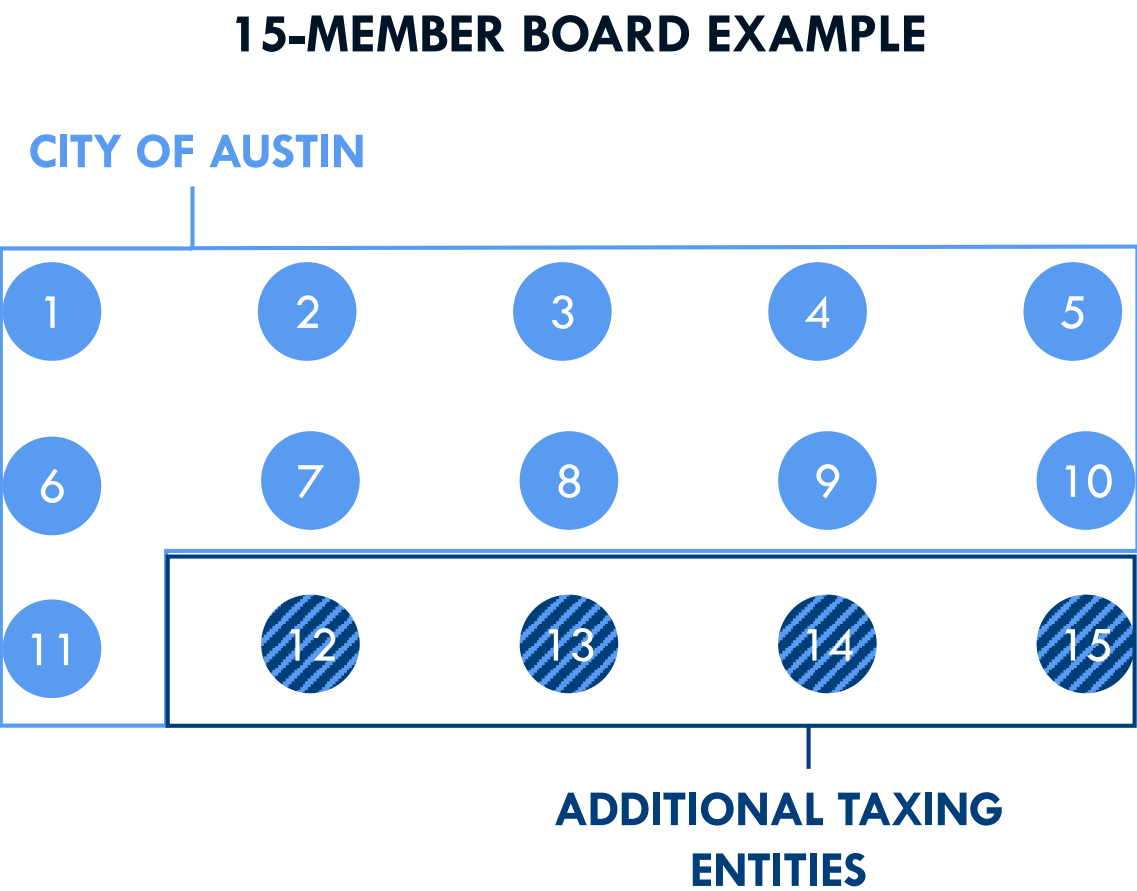 15-MEMBER BOARD EXAMPLE
CITY OF AUSTIN
1 2 3 4 5
6 7 8 9 10
11 12 13 14 15
ADDITIONAL TAXING
ENTITIES